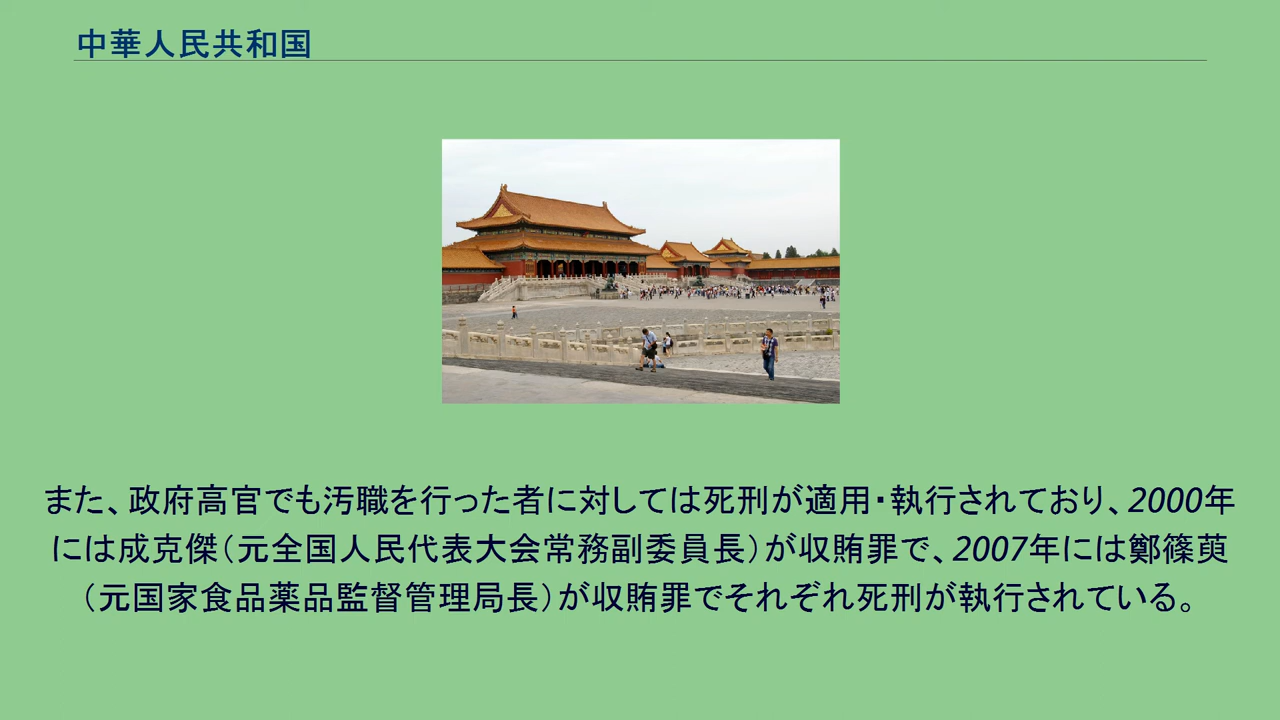 中華人民共和国
また、政府高官でも汚職を行った者に対しては死刑が適用・執行されており、2000年
には成克傑（元全国人民代表大会常務副委員長）が収賄罪で、2007年には鄭篠萸
（元国家食品薬品監督管理局長）が収賄罪でそれぞれ死刑が執行されている。